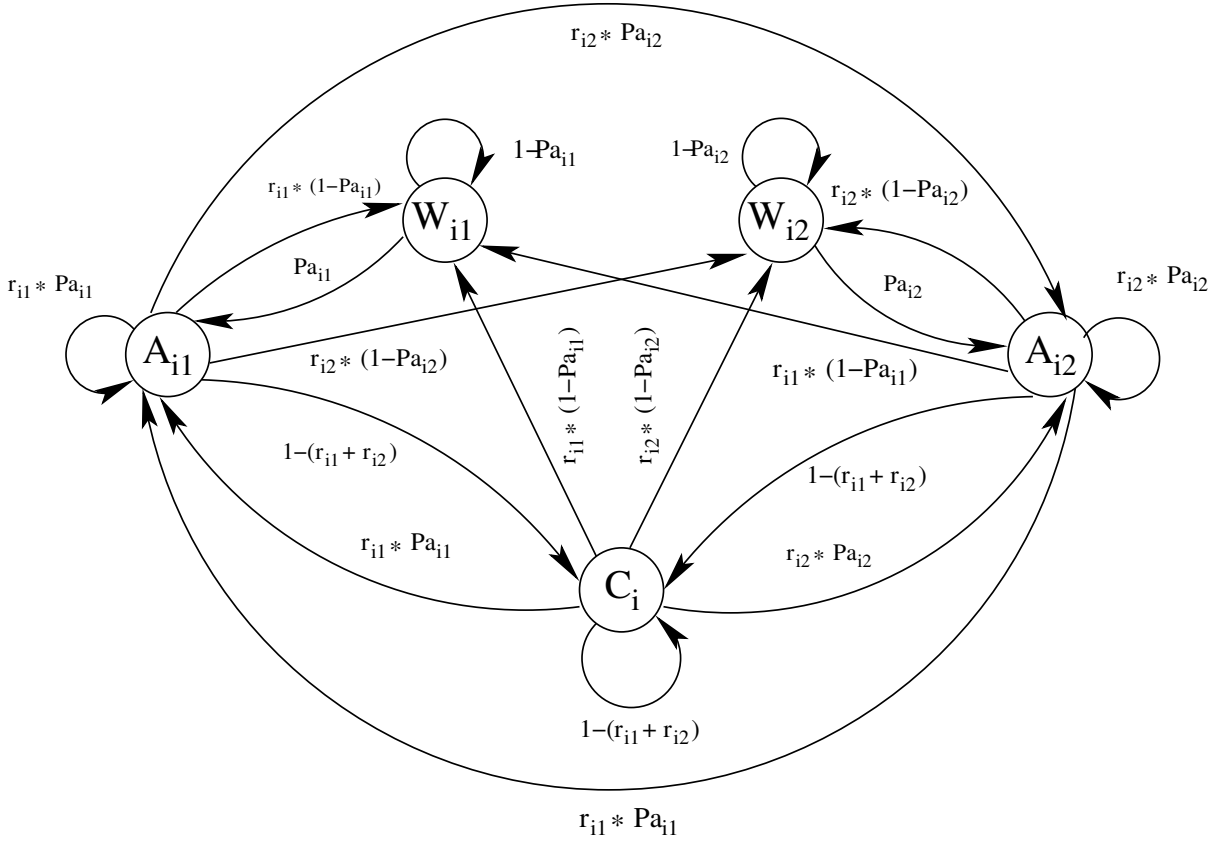 r_{i2} * Pa_{i2}
1−Pa_{i1}
1−Pa_{i2}
r_{i1} * (1−Pa_{i1})
r_{i2} * (1−Pa_{i2})
W_{i1}
W_{i2}
r_{i1} * Pa_{i1}
Pa_{i1}
Pa_{i2}
r_{i2} * Pa_{i2}
A_{i1}
A_{i2}
r_{i2} * (1−Pa_{i2})
r_{i1} * (1−Pa_{i1})
r_{i2} * (1−Pa_{i2})
r_{i1} * (1−Pa_{i1})
1−(r_{i1} + r_{i2})
1−(r_{i1} + r_{i2})
r_{i1} * Pa_{i1}
r_{i2} * Pa_{i2}
C_{i}
1−(r_{i1} + r_{i2})
r_{i1} * Pa_{i1}